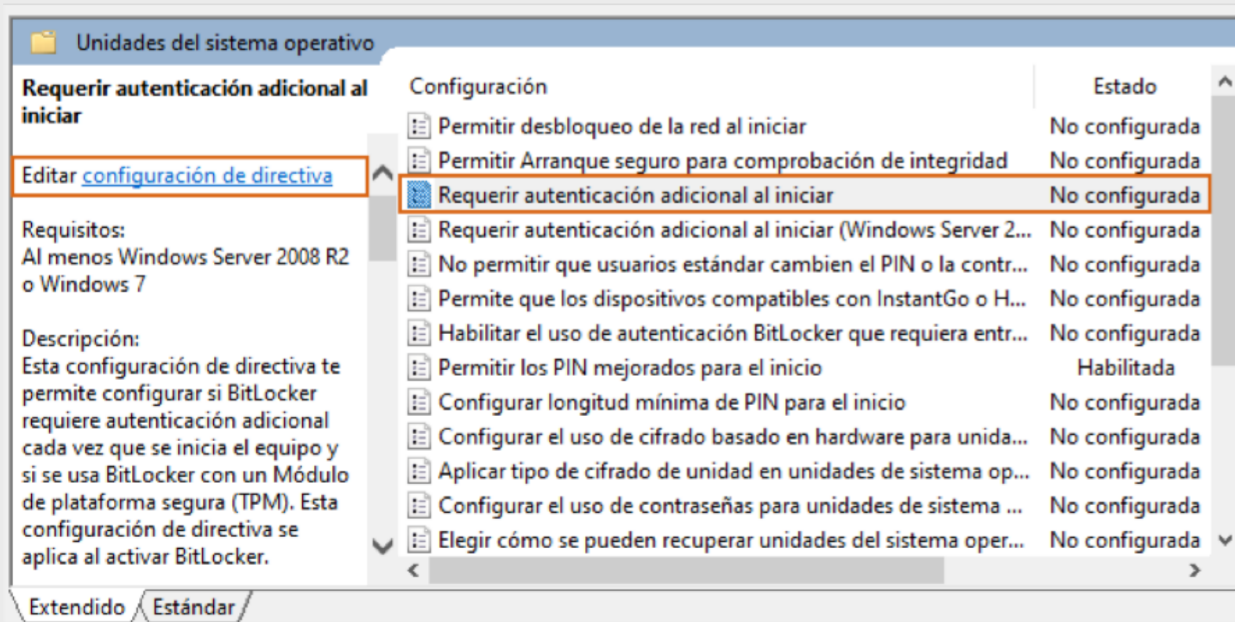 Unidades del sistema operativo
Requerir autenticación adicional al
iniciar
Editar configuración de directiva
Requisitos:
Al menos Windows Server 2008 R2
o Windows 7
Descripción:
Esta configuración de directiva te
permite configurar si BitLocker
requiere autenticación adicional
cada vez que se inicia el equipo y
si se usa BitLocker con un Módulo
de plataforma segura (TPM). Esta
configuración de directiva se
aplica al activar BitLocker.
Configuración Estado
Permitir desbloqueo de la red al iniciar No configurada
Permitir Arranque seguro para comprobación de integridad No configurada
Requerir autenticación adicional al iniciar No configurada
Requerir autenticación adicional al iniciar (Windows Server 2... No configurada
No permitir que usuarios estándar cambien el PIN o la contr... No configurada
Permite que los dispositivos compatibles con InstantGo o H... No configurada
Habilitar el uso de autenticación BitLocker que requiera entr... No configurada
Permitir los PIN mejorados para el inicio Habilitada
Configurar longitud mínima de PIN para el inicio No configurada
Configurar el uso de cifrado basado en hardware para unida... No configurada
Aplicar tipo de cifrado de unidad en unidades de sistema op... No configurada
Configurar el uso de contraseñas para unidades de sistema ... No configurada
Elegir cómo se pueden recuperar unidades del sistema oper... No configurada
Extendido Estándar